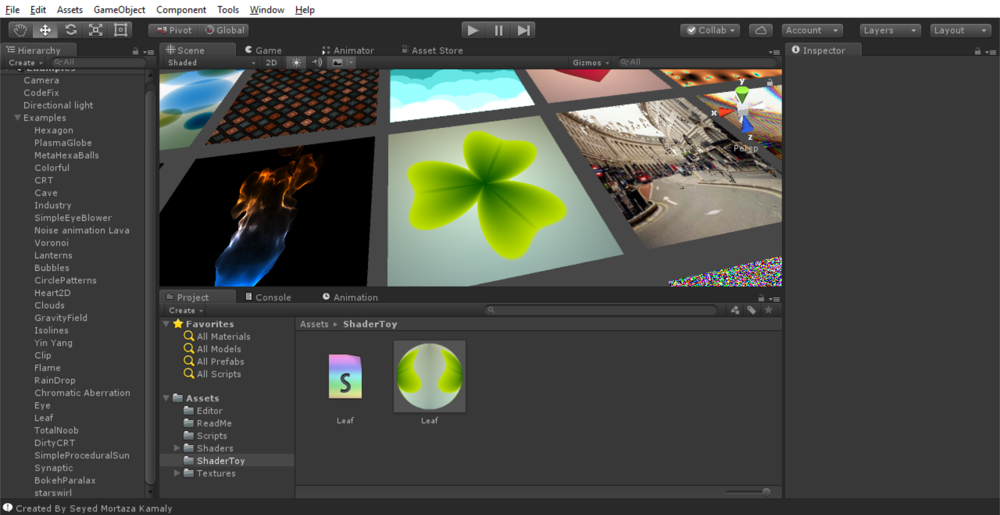 File Edit Assets GameObject Component Tools Window Help
Pivot Global Collab Account Layers Layout
Hierarchy
Create All
Examples
Camera
CodeFix
Directional light
Examples
Hexagon
PlasmaGlobe
MetaHexaBalls
Colorful
CRT
Cave
Industry
SimpleEyeBlower
Noise animation Lava
Voronoi
Lanterns
Bubbles
CirclePatterns
Heart2D
Clouds
GravityField
Isolines
Yin Yang
Clip
Flame
RainDrop
Chromatic Aberration
Eye
Leaf
TotalNoob
DirtyCRT
SimpleProceduralSun
Synaptic
BokehParalax
starswirl
Scene Game Animator Asset Store
Shaded 2D Gizmos All
y
x
z
Persp
Project Console Animation
Create
Favorites
All Materials
All Models
All Prefabs
All Scripts
Assets
Editor
ReadMe
Scripts
Shaders
ShaderToy
Textures
Assets ShaderToy
S
Leaf Leaf
Inspector
Created By Seyed Mortaza Kamaly